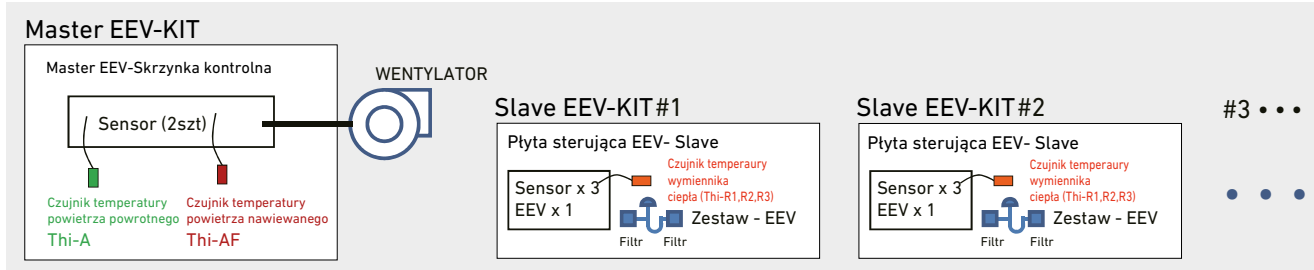 Master EEV-KIT
Master EEV-Skrzynka kontrolna
Sensor (2szt)
Czujnik temperatury
powietrza powrotnego
Thi-A
Czujnik temperatury
powietrza nawiewanego
Thi-AF
WENTYLATOR
Slave EEV-KIT#1
Płyta sterująca EEV- Slave
Sensor x 3
EEV x 1
Czujnik temperaury
wymiennika
ciepła (Thi-R1,R2,R3)
Zestaw - EEV
Filtr Filtr
Slave EEV-KIT#2
Płyta sterująca EEV- Slave
Sensor x 3
EEV x 1
Czujnik temperaury
wymiennika
ciepła (Thi-R1,R2,R3)
Zestaw - EEV
Filtr Filtr
#3 • • •